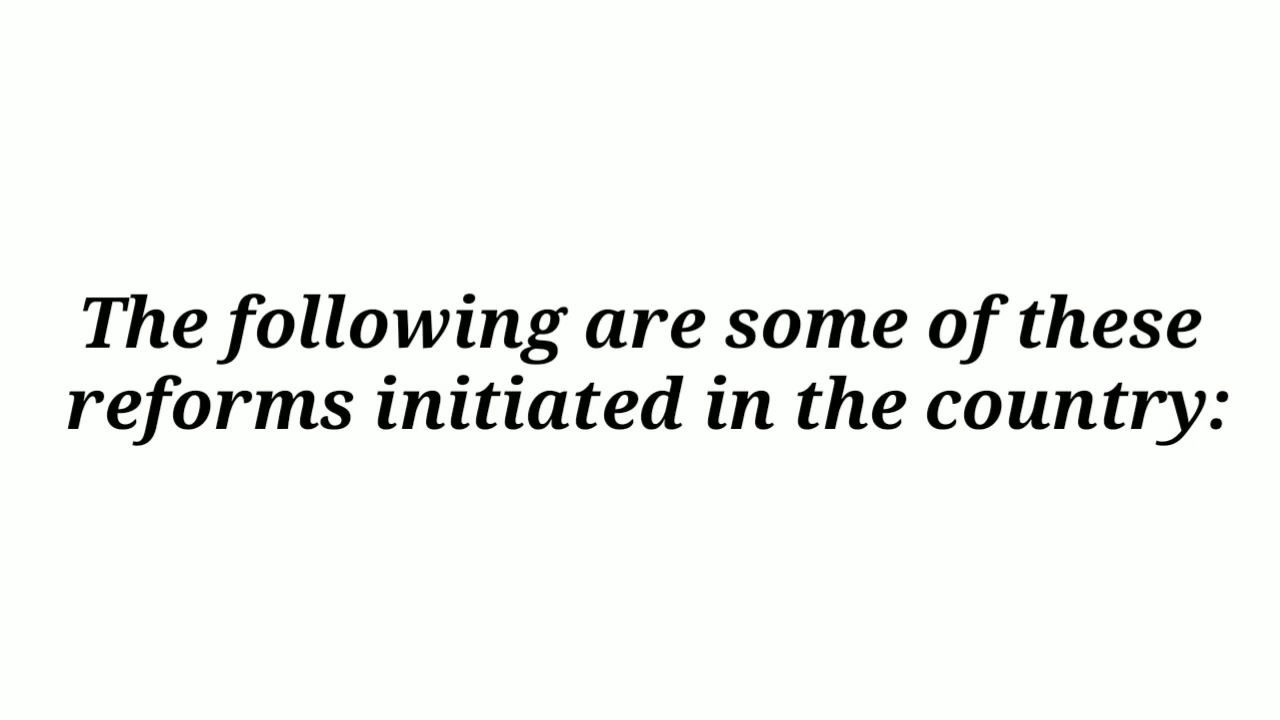 The following are some of these
reforms initiated in the country: